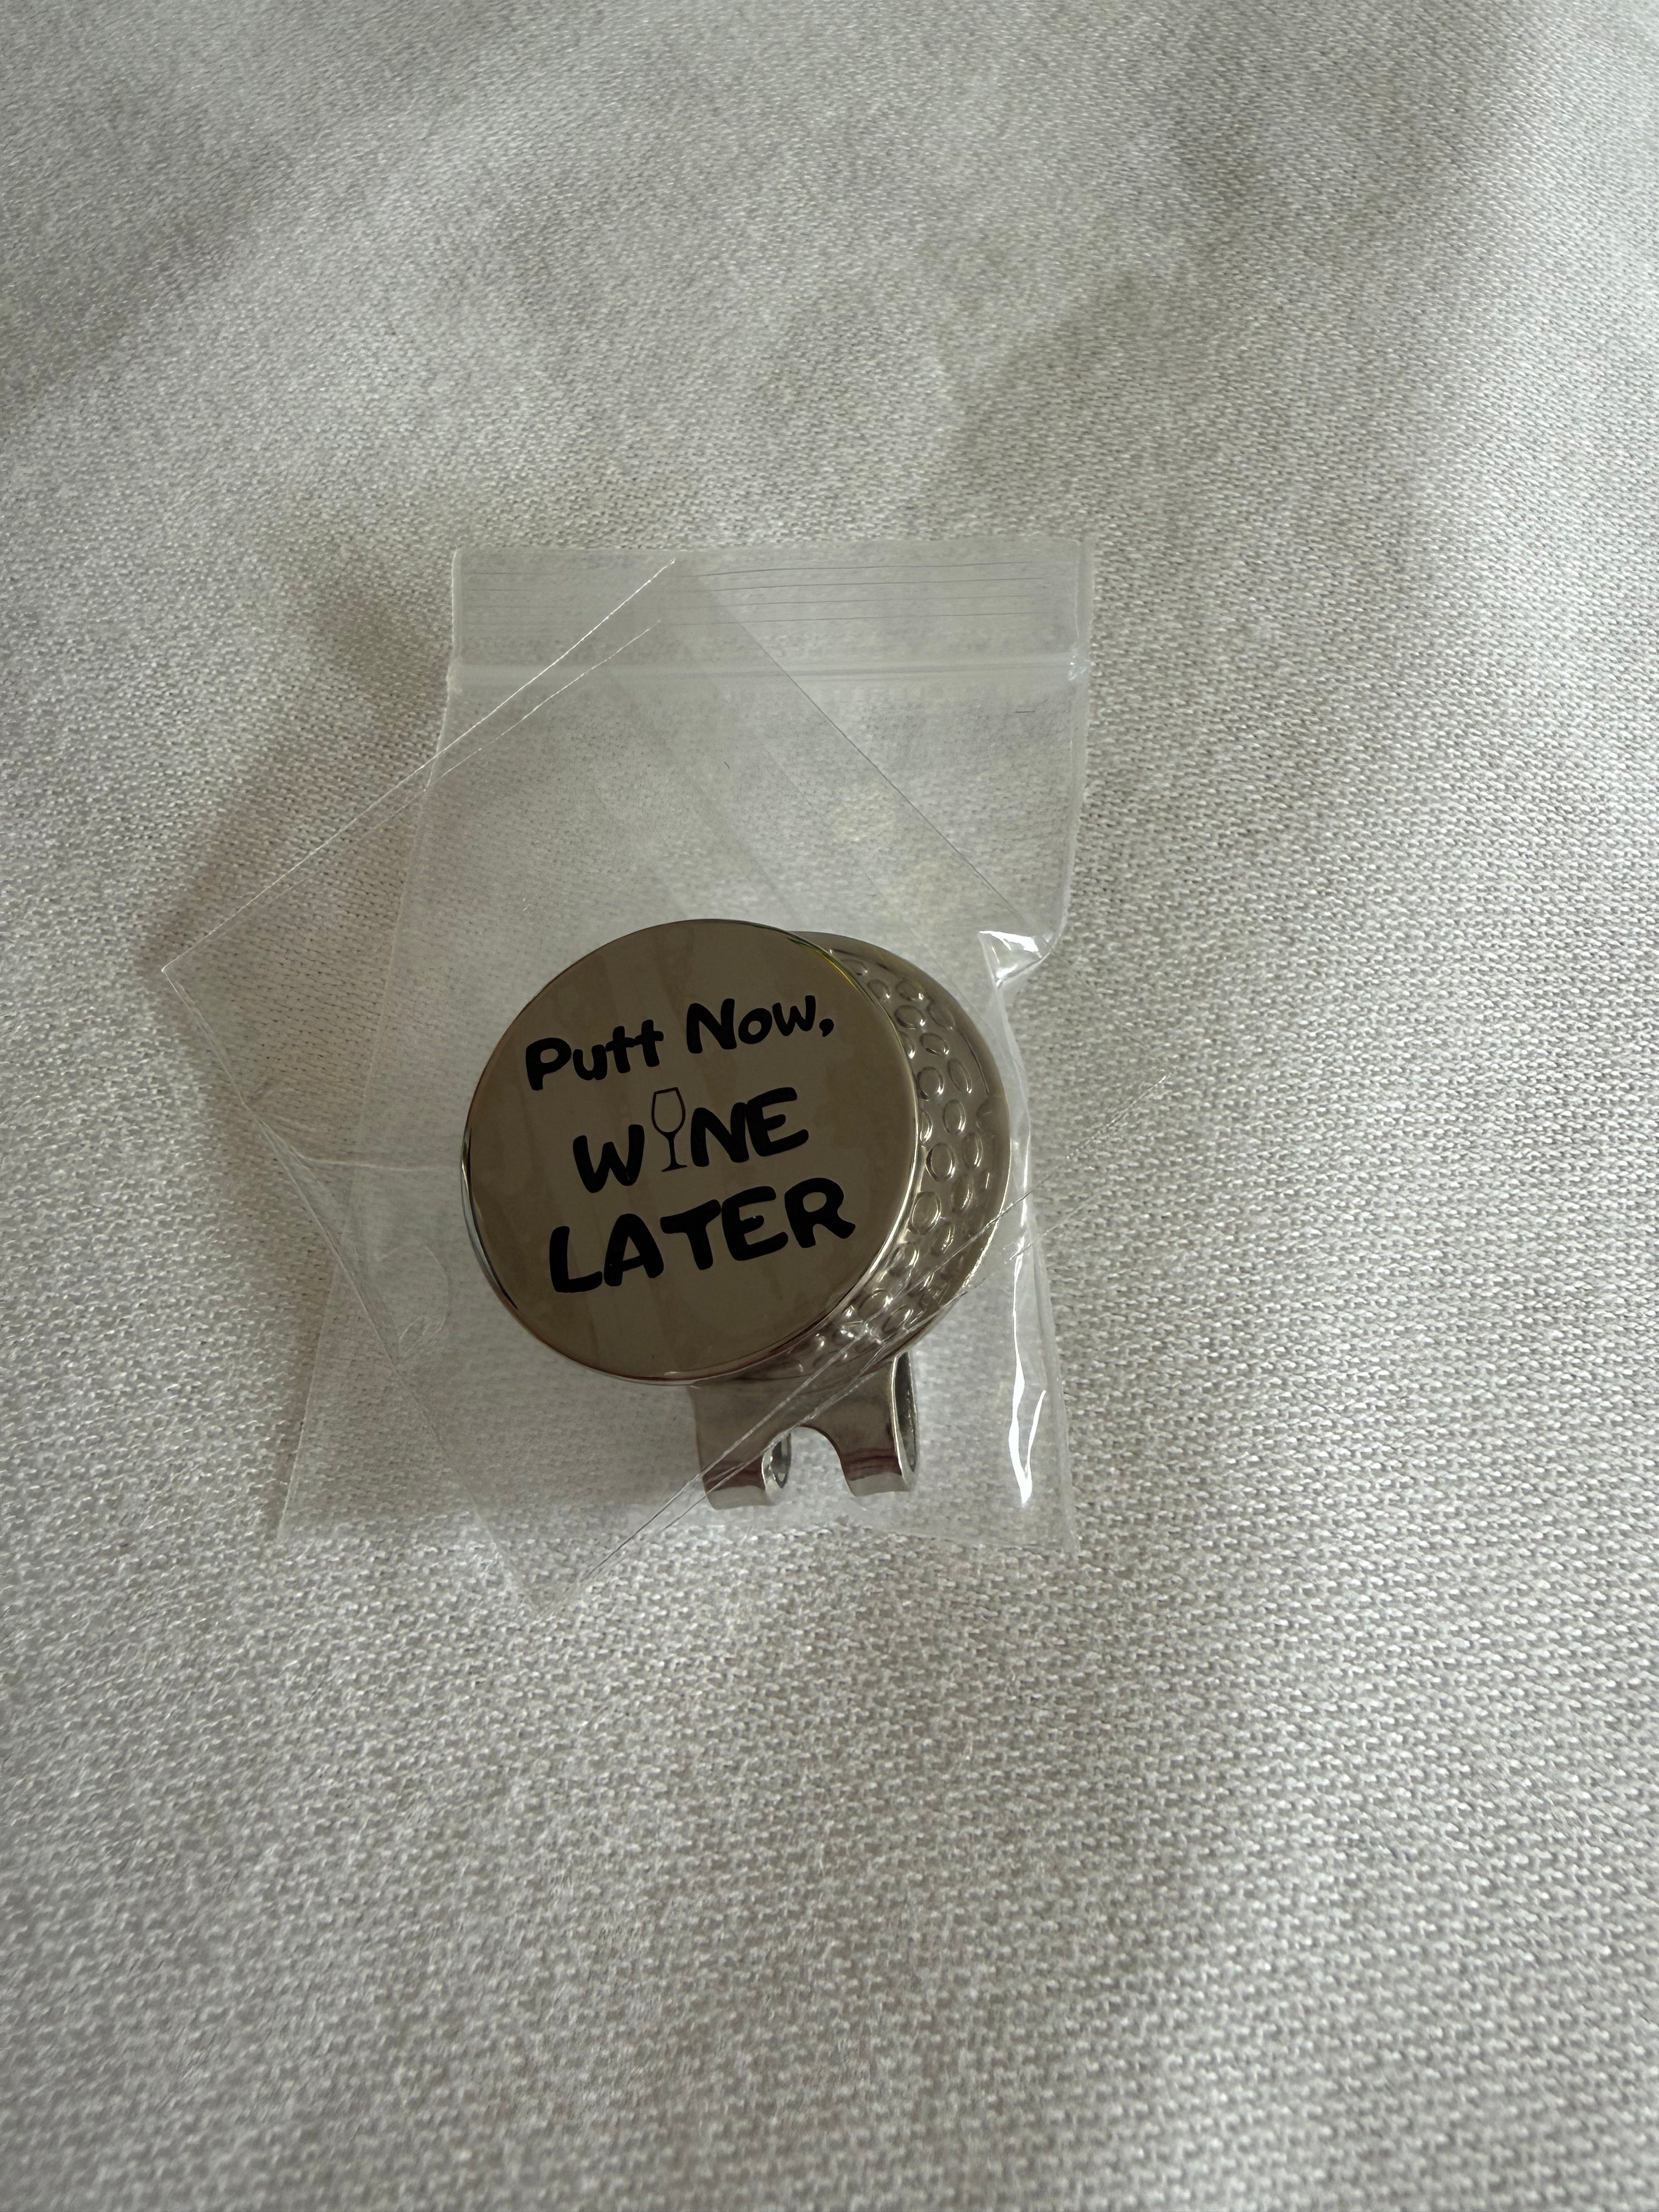 Putt Now,
WINE
LATER